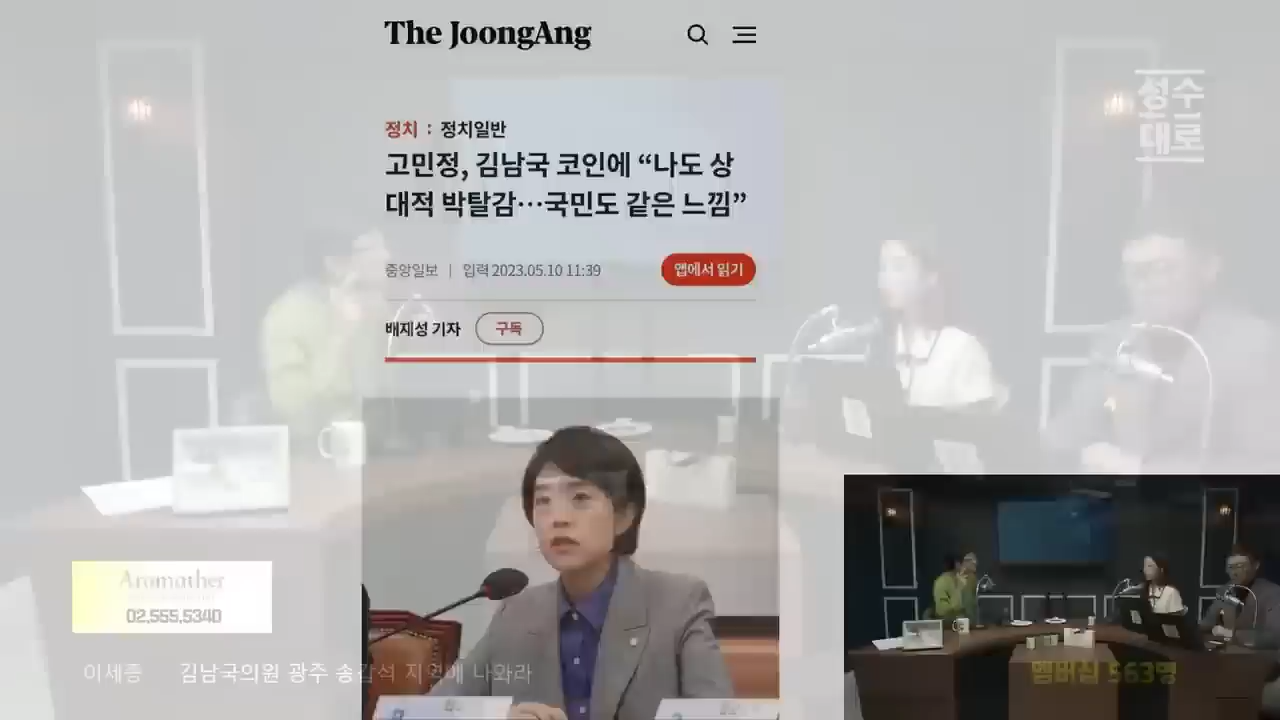 The JoongAng
성수
대로
정치 : 정치일반
고민정, 김남국 코인에 “나도 상
대적 박탈감…국민도 같은 느낌”
중앙일보 | 입력 2023.05.10 11:39
앱에서 읽기
배재성 기자
구독
Aromather
02.555.5340
이세종 김남국의원 광주 송갑석 지역에 나와라
멤버십 563명